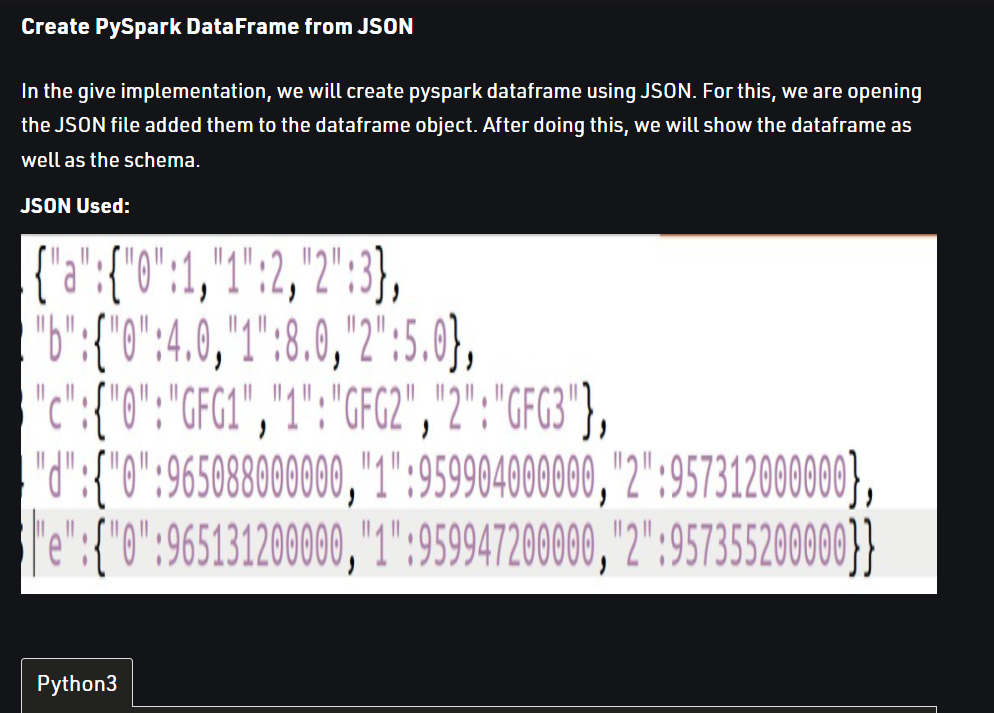 Create PySpark DataFrame from JSON
In the give implementation, we will create pyspark dataframe using JSON. For this, we are opening
the JSON file added them to the dataframe object. After doing this, we will show the dataframe as
well as the schema.
JSON Used:
{"a":{"0":1,"1":2,"2":3},
"b":{"0":4.0,"1":8.0,"2":5.0},
"c":{"0":"GFG1","1":"GFG2","2":"GFG3"},
"d":{"0":965088000000,"1":959904000000,"2":957312000000},
"e":{"0":965131200000,"1":959947200000,"2":957355200000}}
Python3